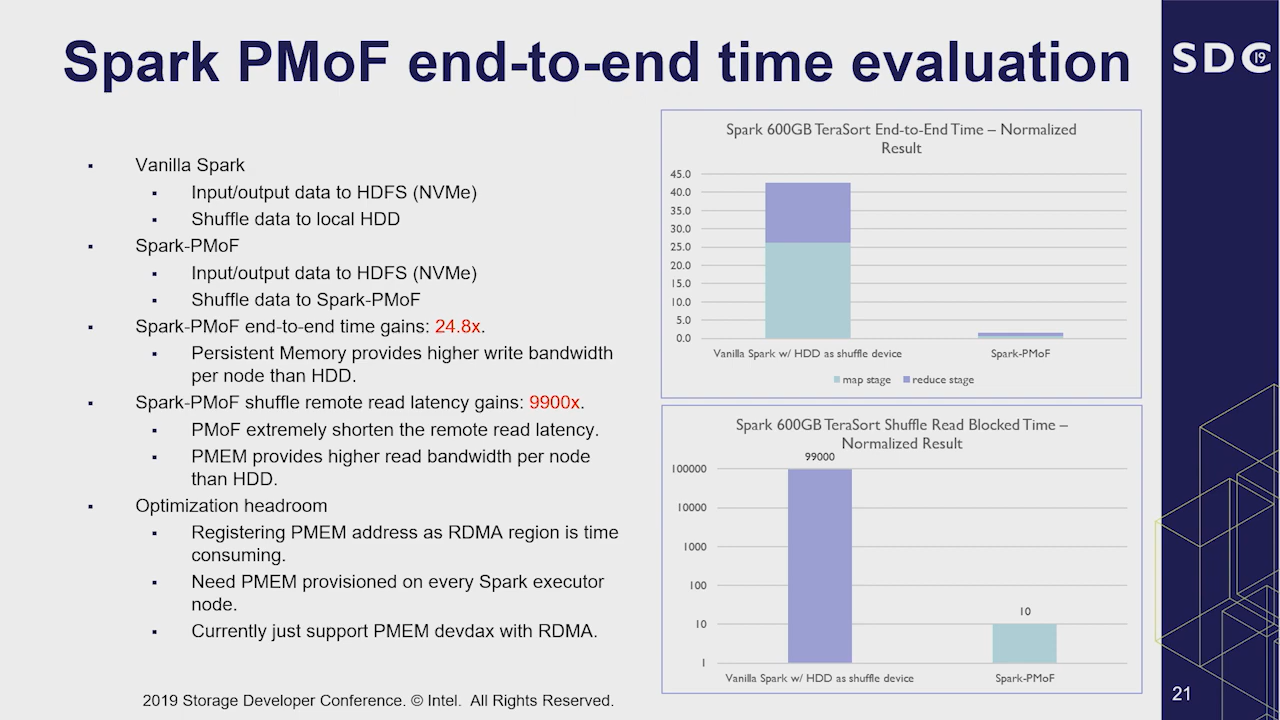 Spark PMoF end-to-end time evaluation
SDC 19
▪ Vanilla Spark
▪ Input/output data to HDFS (NVMe)
▪ Shuffle data to local HDD
▪ Spark-PMoF
▪ Input/output data to HDFS (NVMe)
▪ Shuffle data to Spark-PMoF
▪ Spark-PMoF end-to-end time gains: 24.8x.
▪ Persistent Memory provides higher write bandwidth
per node than HDD.
▪ Spark-PMoF shuffle remote read latency gains: 9900x.
▪ PMoF extremely shorten the remote read latency.
▪ PMEM provides higher read bandwidth per node
than HDD.
▪ Optimization headroom
▪ Registering PMEM address as RDMA region is time
consuming.
▪ Need PMEM provisioned on every Spark executor
node.
▪ Currently just support PMEM devdax with RDMA.
Spark 600GB TeraSort End-to-End Time – Normalized
Result
45.0
40.0
35.0
30.0
25.0
20.0
15.0
10.0
5.0
0.0
Vanilla Spark w/ HDD as shuffle device Spark-PMoF
map stage reduce stage
Spark 600GB TeraSort Shuffle Read Blocked Time –
Normalized Result
99000
100000
10000
1000
100
10
10
1
Vanilla Spark w/ HDD as shuffle device Spark-PMoF
2019 Storage Developer Conference. © Intel. All Rights Reserved.
21